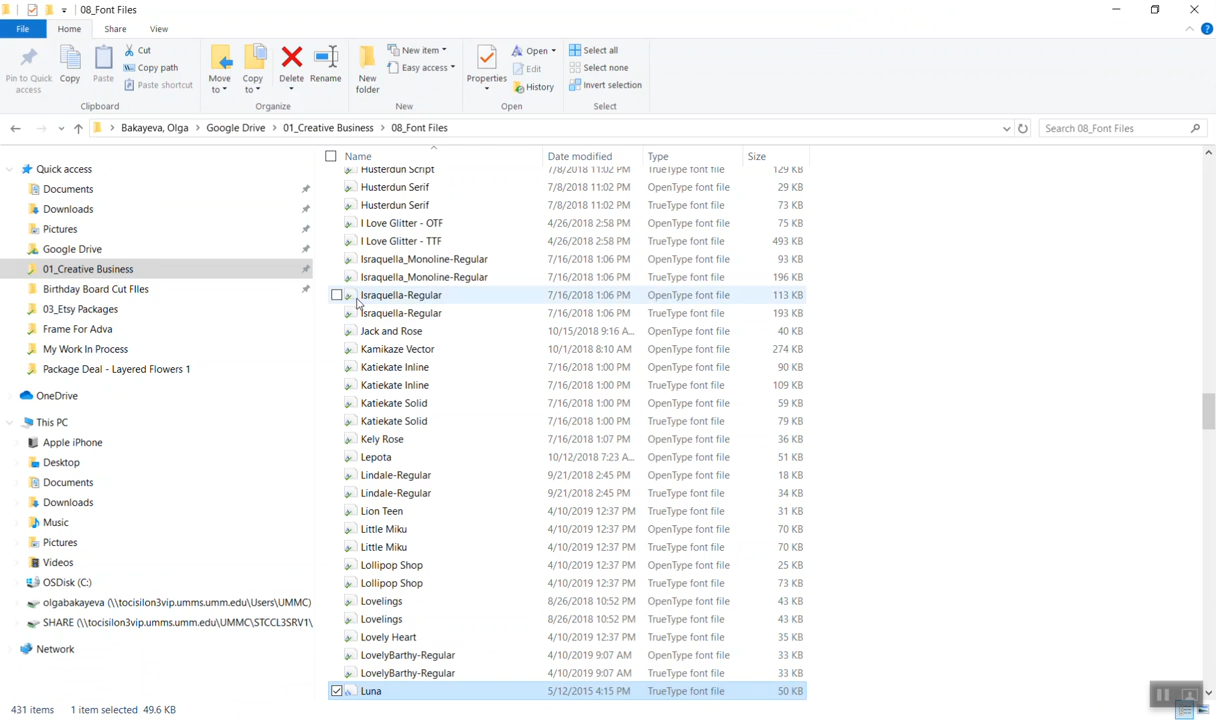 08_Font Files
File Home Share View
Pin to Quick access
Copy
Paste
Cut
Copy path
Paste shortcut
Clipboard
Move to
Copy to
Delete
Rename
Organize
New folder
New item
Easy access
New
Properties
Open
Edit
History
Open
Select all
Select none
Invert selection
Select
Bakayeva, Olga > Google Drive > 01_Creative Business > 08_Font Files
Search 08_Font Files
Quick access
Documents
Downloads
Pictures
Google Drive
01_Creative Business
Birthday Board Cut FIles
03_Etsy Packages
Frame For Adva
My Work In Process
Package Deal - Layered Flowers 1
OneDrive
This PC
Apple iPhone
Desktop
Documents
Downloads
Music
Pictures
Videos
OSDisk (C:)
olgabakayeva (\\tocisilon3vip.umms.umm.edu\Users\UMMC)
SHARE (\\tocisilon3vip.umms.umm.edu\UMMC\STCCL3SRV1\
Network
Name Date modified Type Size
Husterdun Script 7/8/2018 11:02 PM TrueType font file 129 KB
Husterdun Serif 7/8/2018 11:02 PM OpenType font file 29 KB
Husterdun Serif 7/8/2018 11:02 PM TrueType font file 73 KB
I Love Glitter - OTF 4/26/2018 2:58 PM OpenType font file 75 KB
I Love Glitter - TTF 4/26/2018 2:58 PM TrueType font file 493 KB
Israquella_Monoline-Regular 7/16/2018 1:06 PM OpenType font file 93 KB
Israquella_Monoline-Regular 7/16/2018 1:06 PM TrueType font file 196 KB
Israquella-Regular 7/16/2018 1:06 PM OpenType font file 113 KB
Israquella-Regular 7/16/2018 1:06 PM TrueType font file 193 KB
Jack and Rose 10/15/2018 9:16 A... OpenType font file 40 KB
Kamikaze Vector 10/1/2018 8:10 AM OpenType font file 274 KB
Katiekate Inline 7/16/2018 1:00 PM OpenType font file 90 KB
Katiekate Inline 7/16/2018 1:00 PM TrueType font file 109 KB
Katiekate Solid 7/16/2018 1:00 PM OpenType font file 59 KB
Katiekate Solid 7/16/2018 1:00 PM TrueType font file 79 KB
Kely Rose 7/16/2018 1:07 PM OpenType font file 36 KB
Lepota 10/12/2018 7:23 A... OpenType font file 51 KB
Lindale-Regular 9/21/2018 2:45 PM OpenType font file 18 KB
Lindale-Regular 9/21/2018 2:45 PM TrueType font file 34 KB
Lion Teen 4/10/2019 12:37 PM OpenType font file 31 KB
Little Miku 4/10/2019 12:37 PM OpenType font file 70 KB
Little Miku 4/10/2019 12:37 PM TrueType font file 70 KB
Lollipop Shop 4/10/2019 12:37 PM OpenType font file 25 KB
Lollipop Shop 4/10/2019 12:37 PM TrueType font file 73 KB
Lovelings 8/26/2018 10:52 PM OpenType font file 43 KB
Lovelings 8/26/2018 10:52 PM TrueType font file 43 KB
Lovely Heart 4/10/2019 12:37 PM TrueType font file 35 KB
LovelyBarthy-Regular 4/10/2019 9:07 AM OpenType font file 33 KB
LovelyBarthy-Regular 4/10/2019 9:07 AM TrueType font file 33 KB
Luna 5/12/2015 4:15 PM TrueType font file 50 KB
431 items 1 item selected 49.6 KB